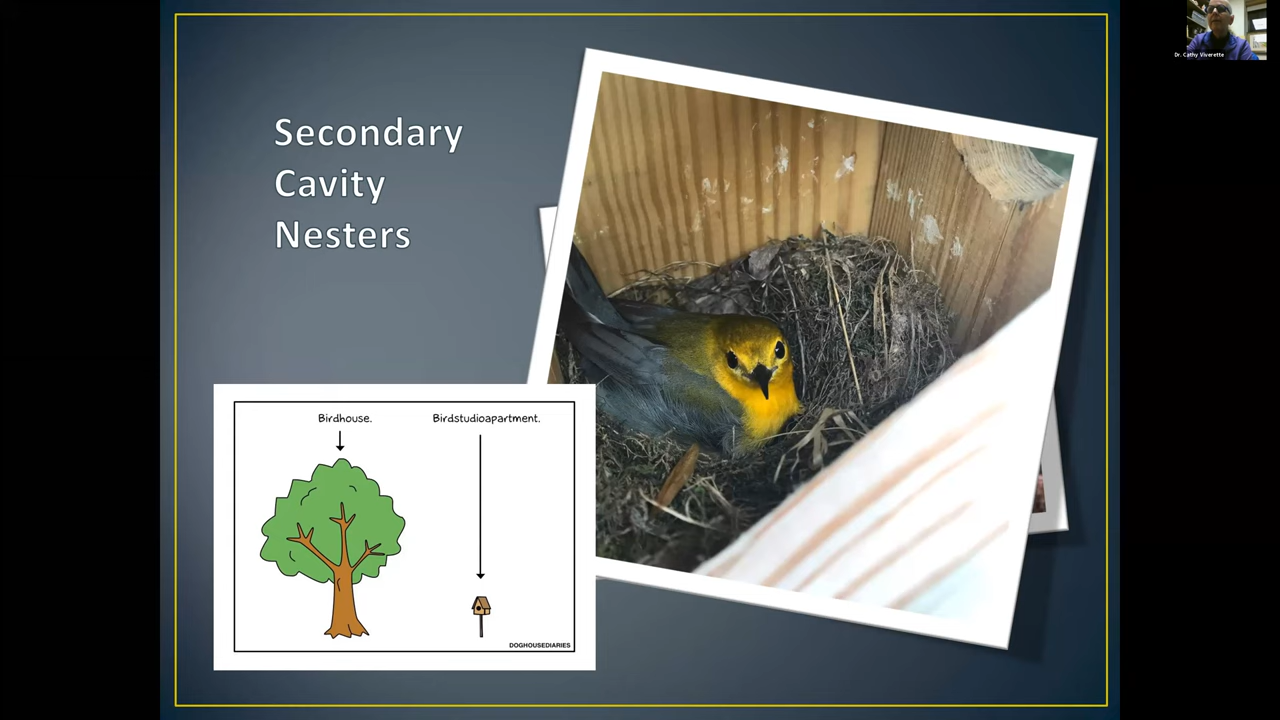 Secondary
Cavity
Nesters
Birdhouse.
Birdstudioapartment.
DOGHOUSEDIARIES
Dr. Cathy Viverette